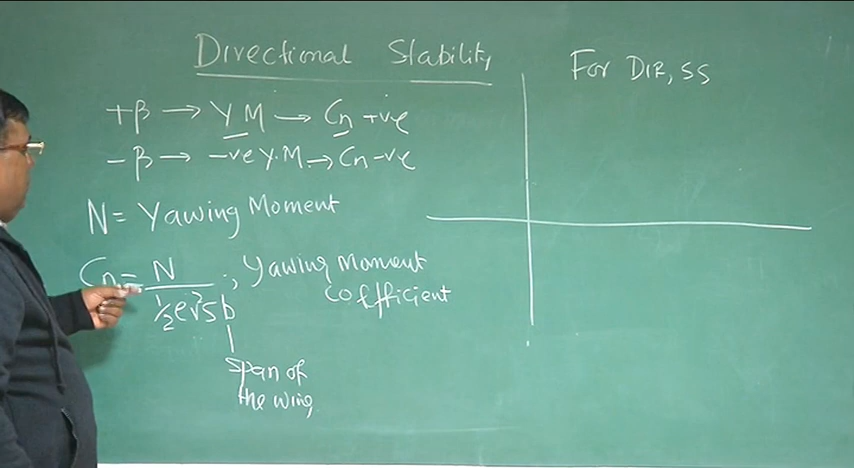 Directional Stability
+β → YM → Cn +ve
-β → -ve Y.M. → Cn -ve
N = Yawing Moment
Cn = N / ½ρv²Sb ; Yawing Moment
cofficient
span of
the wing.
For DIR, SS